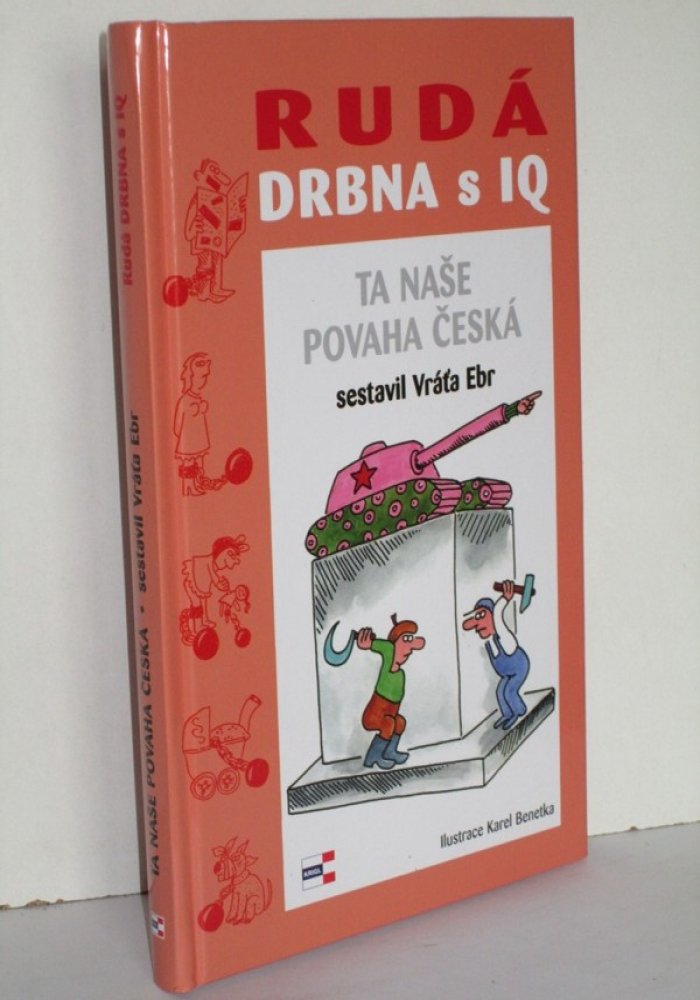 RUDÁ
DRBNA s IQ
TA NAŠE
POVAHA ČESKÁ
sestavil Vráťa Ebr
Ilustrace Karel Benetka
KRIGL
TA NAŠE POVAHA ČESKÁ • sestavil Vráťa Ebr Rudá DRBNA s IQ